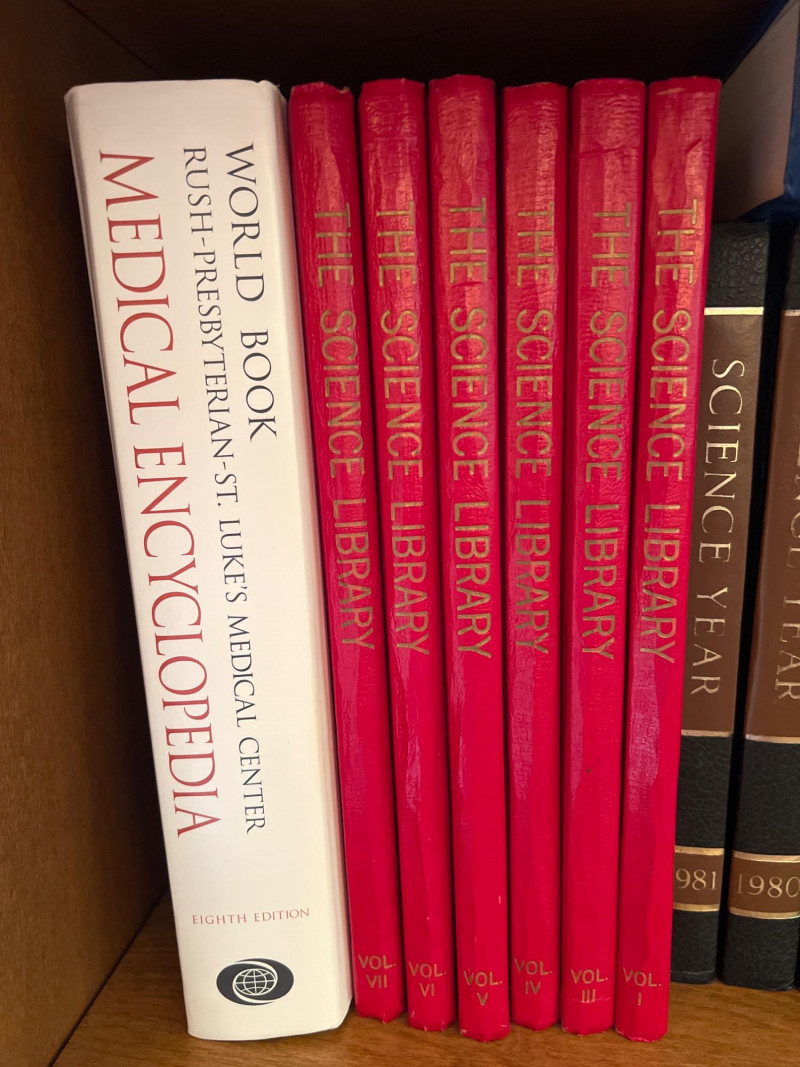 WORLD BOOK
RUSH-PRESBYTERIAN-ST. LUKE'S MEDICAL CENTER
MEDICAL ENCYCLOPEDIA
EIGHTH EDITION
THE SCIENCE LIBRARY
VOL.
VII
THE SCIENCE LIBRARY
VOL.
VI
THE SCIENCE LIBRARY
VOL.
V
THE SCIENCE LIBRARY
VOL.
IV
THE SCIENCE LIBRARY
VOL.
III
THE SCIENCE LIBRARY
VOL.
I
SCIENCE YEAR
1981
YEAR
1980